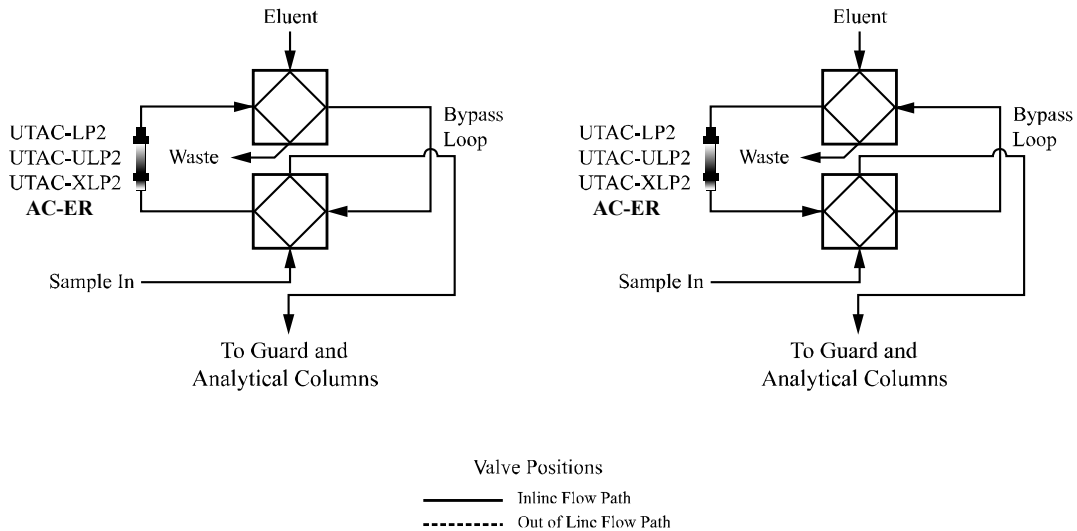 Eluent
Bypass
Loop
UTAC-LP2
UTAC-ULP2
UTAC-XLP2
AC-ER
Waste
Sample In
To Guard and
Analytical Columns
Eluent
Bypass
Loop
UTAC-LP2
UTAC-ULP2
UTAC-XLP2
AC-ER
Waste
Sample In
To Guard and
Analytical Columns
Valve Positions
Inline Flow Path
Out of Line Flow Path